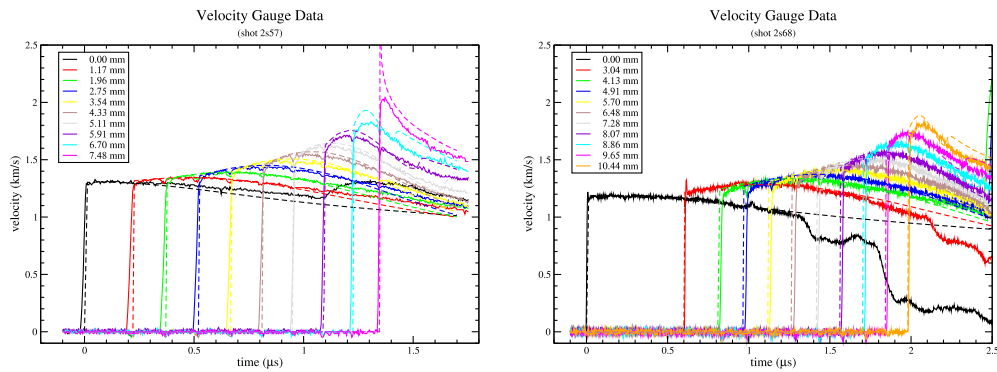 Velocity Gauge Data
(shot 2s57)
2.5
2
1.5
1
0.5
0
velocity (km/s)
0.00 mm
1.17 mm
1.96 mm
2.75 mm
3.54 mm
4.33 mm
5.11 mm
5.91 mm
6.70 mm
7.48 mm
0
0.5
1
1.5
time (μs)
Velocity Gauge Data
(shot 2s68)
2.5
2
1.5
1
0.5
0
velocity (km/s)
0.00 mm
3.04 mm
4.13 mm
4.91 mm
5.70 mm
6.48 mm
7.28 mm
8.07 mm
8.86 mm
9.65 mm
10.44 mm
0
0.5
1
1.5
2
2.5
time (μs)